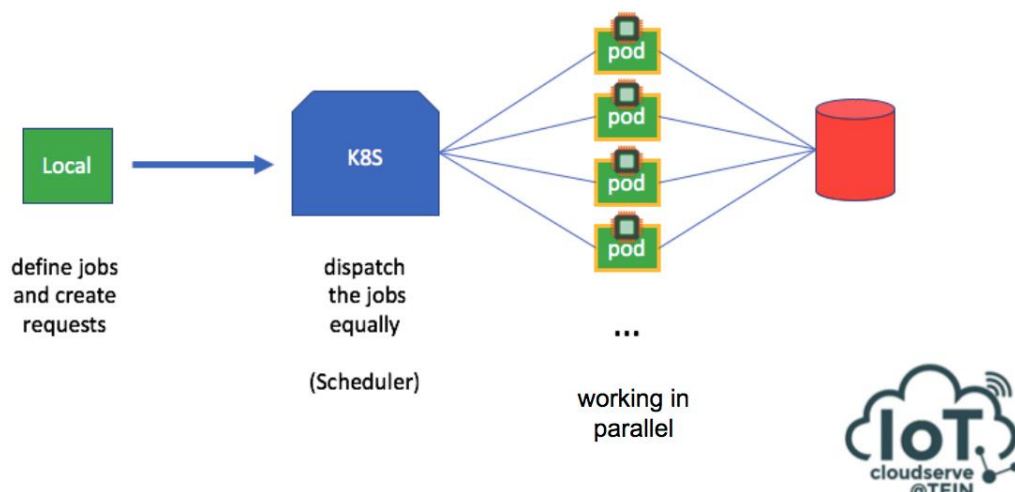 Local
define jobs
and create
requests
K8S
dispatch
the jobs
equally
(Scheduler)
pod
pod
pod
pod
...
working in
parallel
IoT
cloudserve
@TEIN